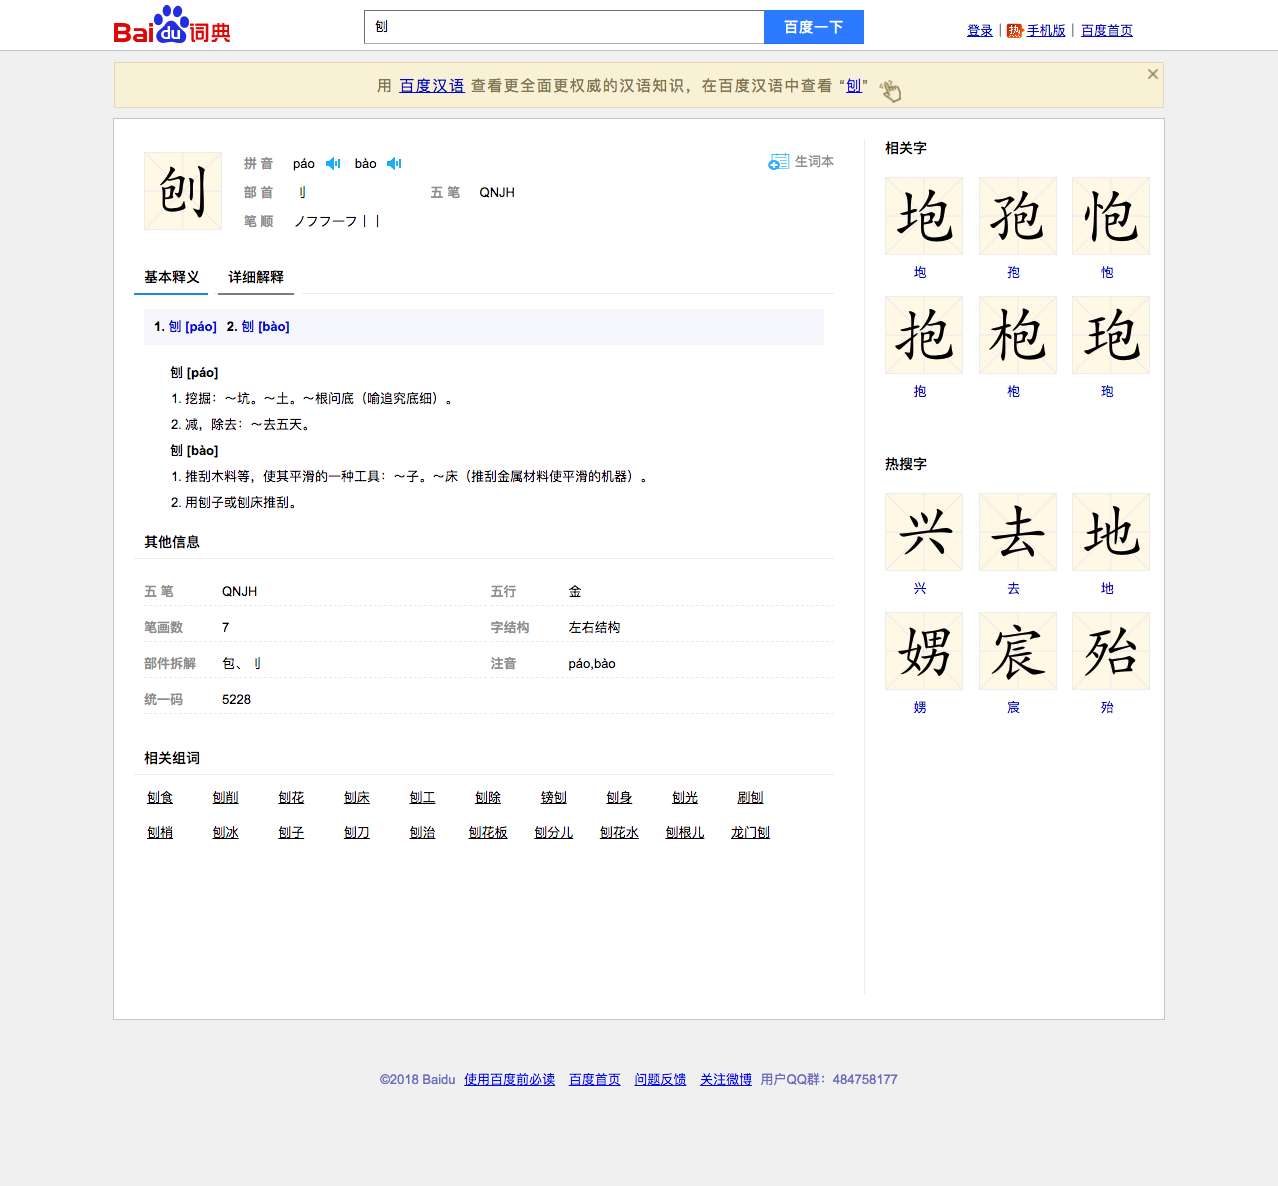 Bai du 词典
刨
百度一下
登录 | 热 手机版 | 百度首页
用 百度汉语 查看更全面更权威的汉语知识，在百度汉语中查看 “刨”
刨
拼 音 páo bào
生词本
部 首 刂 五 笔 QNJH
笔 顺 ノフフ一フ丨丨
基本释义 详细解释
1. 刨 [páo] 2. 刨 [bào]
刨 [páo]
1. 挖掘：～坑。～土。～根问底（喻追究底细）。
2. 减，除去：～去五天。
刨 [bào]
1. 推刮木料等，使其平滑的一种工具：～子。～床（推刮金属材料使平滑的机器）。
2. 用刨子或刨床推刮。
其他信息
五 笔 QNJH 五行 金
笔画数 7 字结构 左右结构
部件拆解 包、刂 注音 páo,bào
统一码 5228
相关组词
刨食 刨削 刨花 刨床 刨工 刨除 镑刨 刨身 刨光 刷刨
刨梢 刨冰 刨子 刨刀 刨治 刨花板 刨分儿 刨花水 刨根儿 龙门刨
相关字
垉 孢 怉
垉 孢 怉
抱 枹 玸
抱 枹 玸
热搜字
兴 去 地
兴 去 地
娚 宸 殆
娚 宸 殆
©2018 Baidu 使用百度前必读 百度首页 问题反馈 关注微博 用户QQ群：484758177